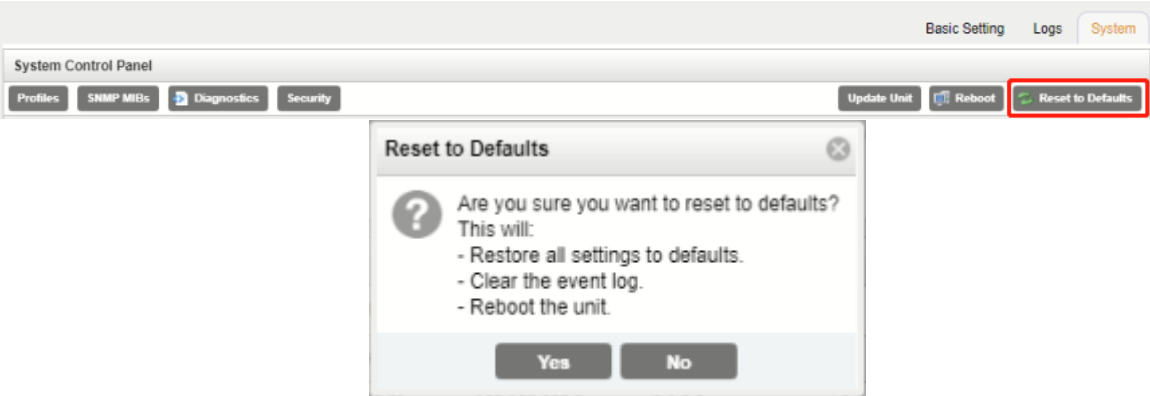 Basic Setting Logs System
System Control Panel
Profiles SNMP MIBs Diagnostics Security Update Unit Reboot Reset to Defaults
Reset to Defaults
Are you sure you want to reset to defaults?
This will:
- Restore all settings to defaults.
- Clear the event log.
- Reboot the unit.
Yes No